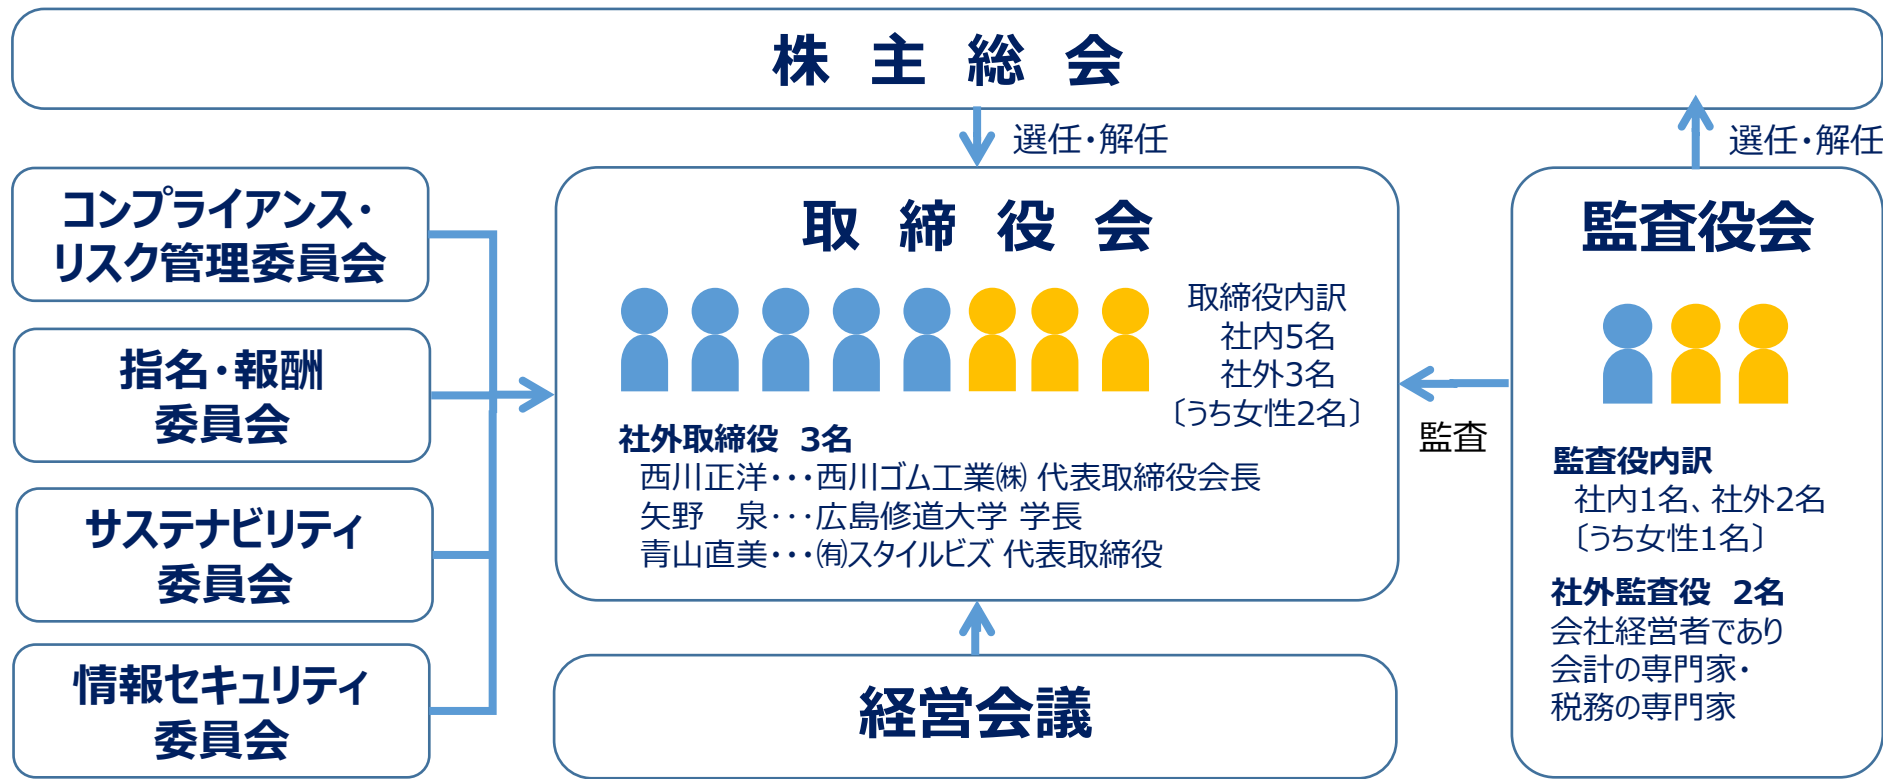 株 主 総 会
選任・解任
選任・解任
コンプライアンス・
リスク管理委員会
指名・報酬
委員会
サステナビリティ
委員会
情報セキュリティ
委員会
取 締 役 会
取締役内訳
社内5名
社外3名
〔うち女性2名〕
社外取締役 3名
西川正洋・・・西川ゴム工業㈱ 代表取締役会長
矢野 泉・・・広島修道大学 学長
青山直美・・・㈲スタイルビズ 代表取締役
経営会議
監査
監査役会
監査役内訳
社内1名、社外2名
〔うち女性1名〕
社外監査役 2名
会社経営者であり
会計の専門家・
税務の専門家